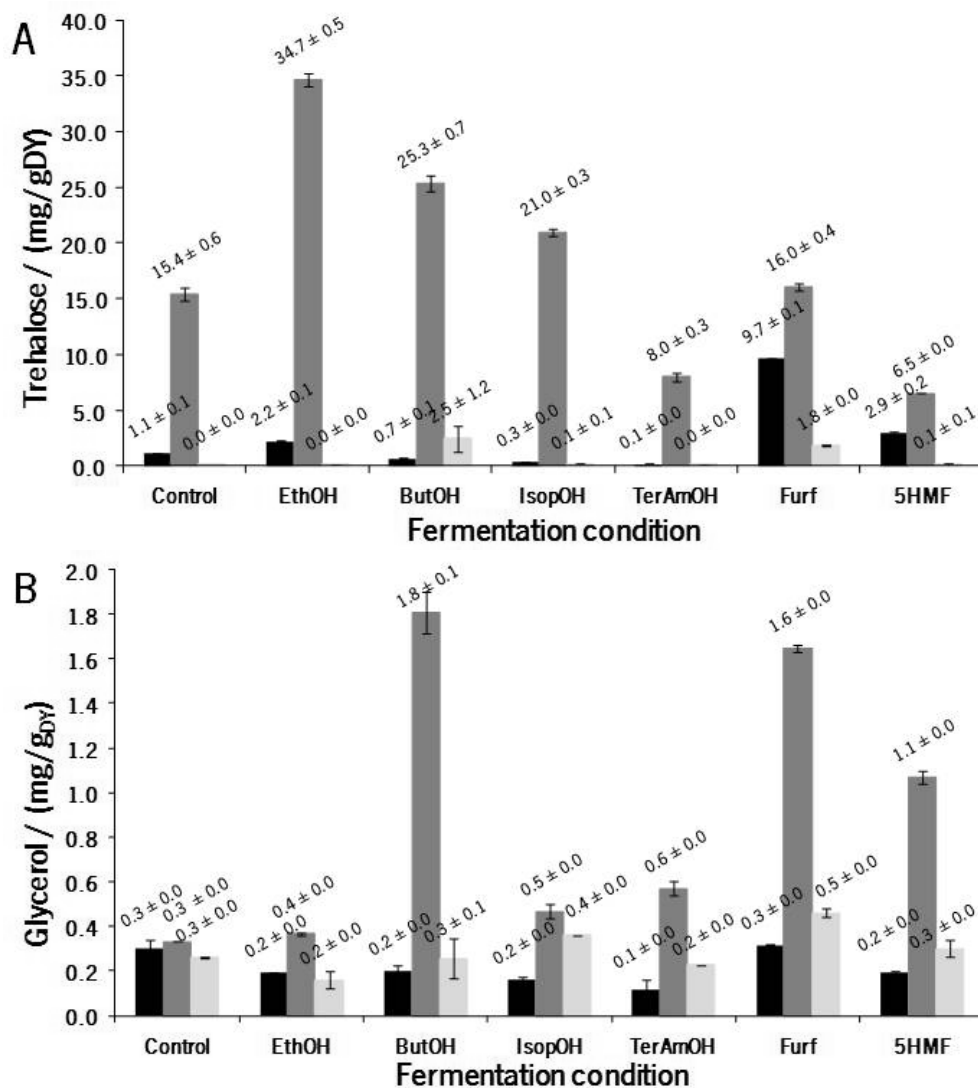 A
Trehalose / (mg/gDY)
40.0
35.0
30.0
25.0
20.0
15.0
10.0
5.0
0.0
1.1 ± 0.1
15.4 ± 0.6
0.0 ± 0.0
2.2 ± 0.1
34.7 ± 0.5
0.0 ± 0.0
0.7 ± 0.1
25.3 ± 0.7
2.5 ± 1.2
0.3 ± 0.0
21.0 ± 0.3
0.1 ± 0.1
0.1 ± 0.0
8.0 ± 0.3
0.0 ± 0.0
9.7 ± 0.1
16.0 ± 0.4
1.8 ± 0.0
2.9 ± 0.2
6.5 ± 0.0
0.1 ± 0.1
Control EthOH ButOH IsopOH TerAmOH Furf 5HMF
Fermentation condition
B
Glycerol / (mg/gDY)
2.0
1.8
1.6
1.4
1.2
1.0
0.8
0.6
0.4
0.2
0.0
0.3 ± 0.0
0.3 ± 0.0
0.3 ± 0.0
0.2 ± 0.0
0.4 ± 0.0
0.2 ± 0.0
0.2 ± 0.0
1.8 ± 0.1
0.3 ± 0.1
0.2 ± 0.0
0.5 ± 0.0
0.4 ± 0.0
0.1 ± 0.0
0.6 ± 0.0
0.2 ± 0.0
0.3 ± 0.0
1.6 ± 0.0
0.5 ± 0.0
0.2 ± 0.0
1.1 ± 0.0
0.3 ± 0.0
Control EthOH ButOH IsopOH TerAmOH Furf 5HMF
Fermentation condition